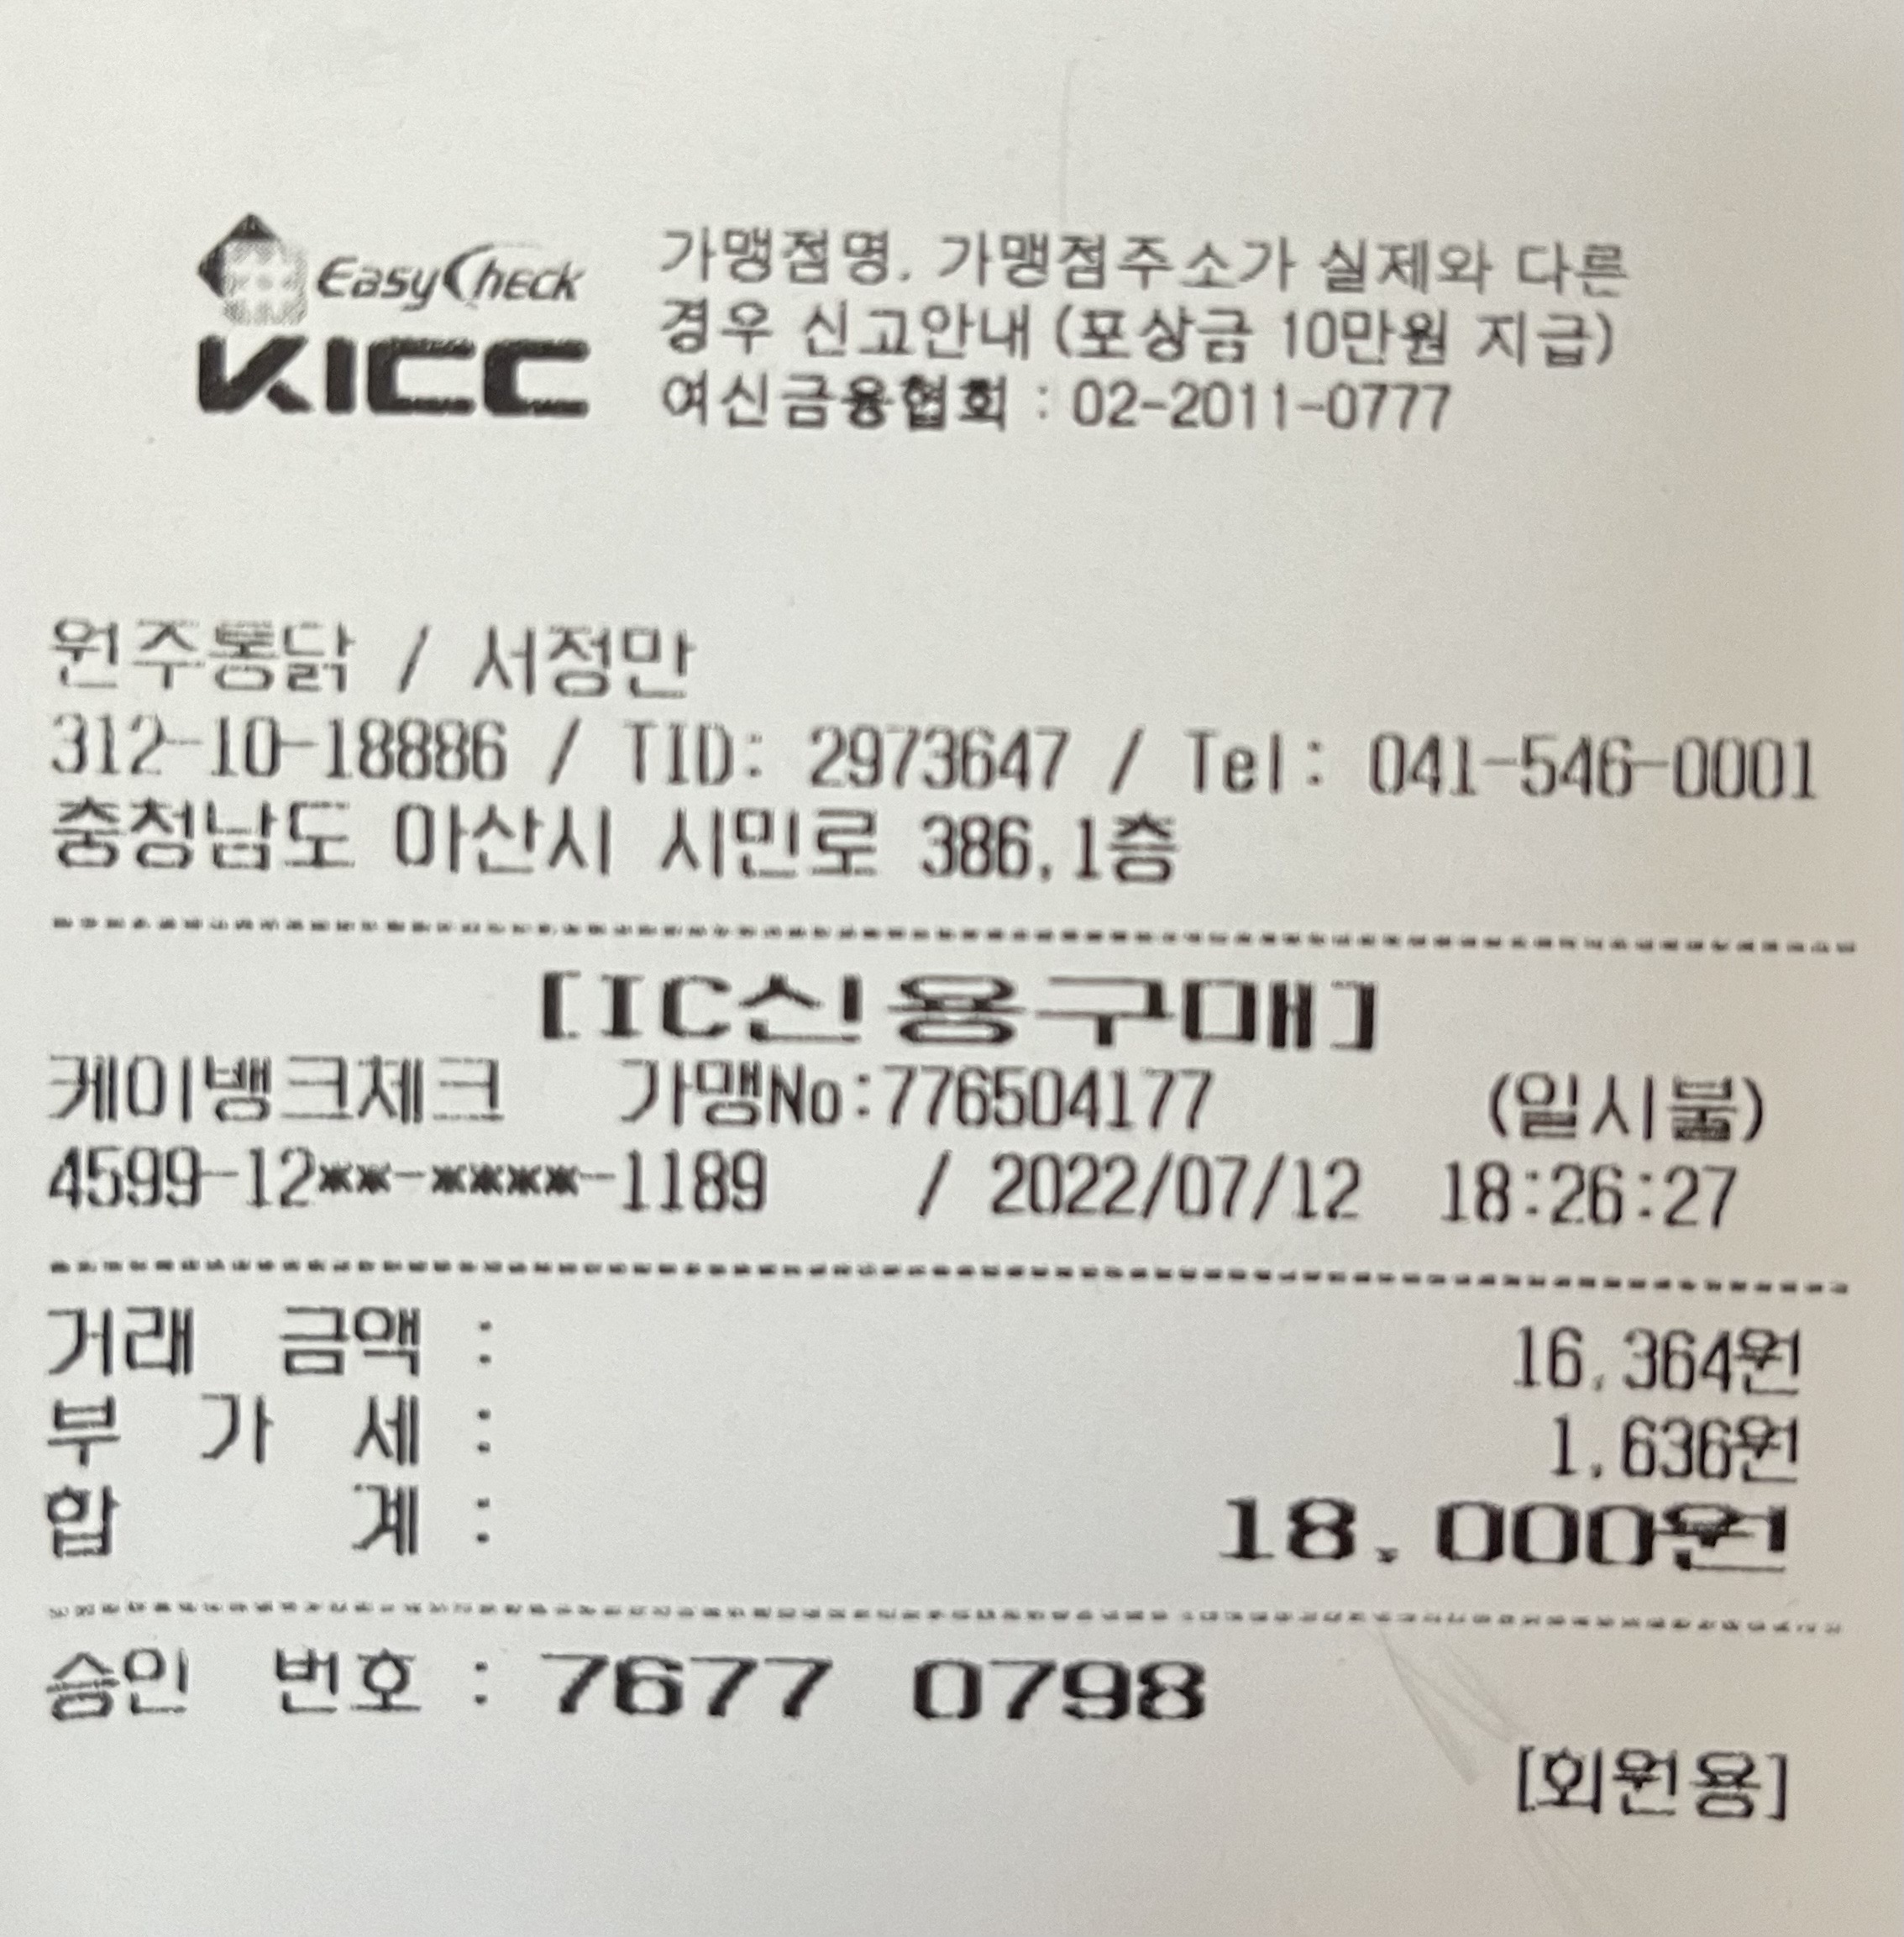 EasyCheck
KICC
가맹점명, 가맹점주소가 실제와 다른
경우 신고안내 (포상금 10만원 지급)
여신금융협회 : 02-2011-0777
원주통닭 / 서정만
312-10-18886 / TID: 2973647 / Tel: 041-546-0001
충청남도 아산시 시민로 386,1층
[IC신용구매]
케이뱅크체크 가맹No:776504177 (일시불)
4599-12**-****-1189 / 2022/07/12 18:26:27
거래 금액 : 16,364원
부 가 세 : 1,636원
합 계 : 18,000원
승인 번호 : 7677 0798
[회원용]